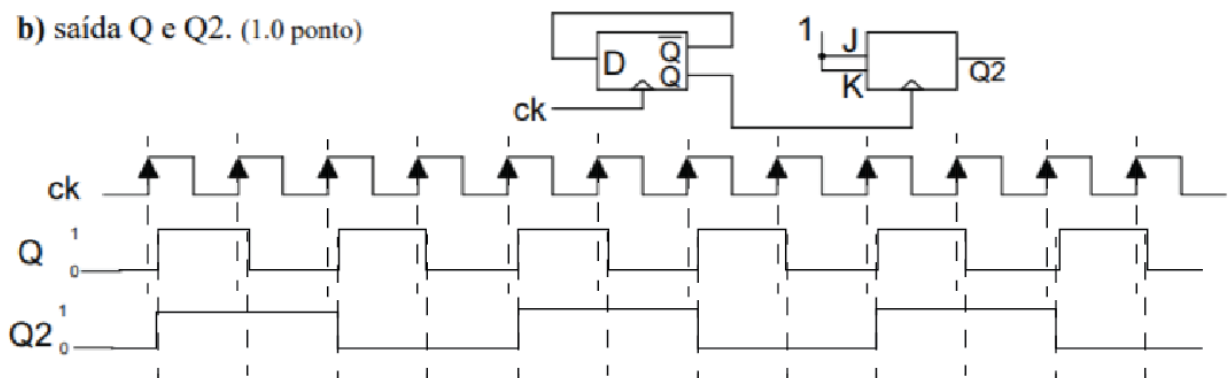 b) saída Q e Q2. (1.0 ponto)
D Q̅
Q
ck
1
J
K
Q2
ck
Q 1
0
Q2 1
0